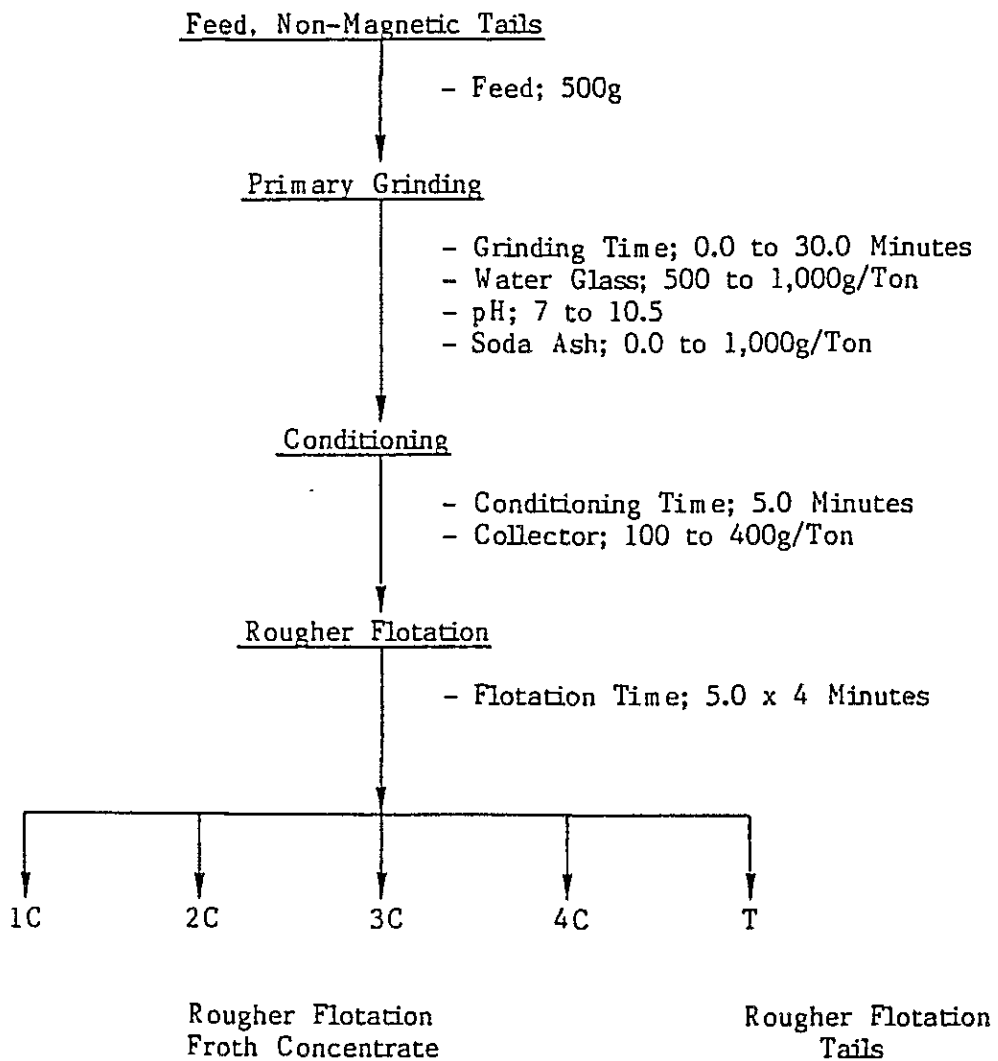 Feed, Non-Magnetic Tails
- Feed; 500g
Primary Grinding
- Grinding Time; 0.0 to 30.0 Minutes
- Water Glass; 500 to 1,000g/Ton
- pH; 7 to 10.5
- Soda Ash; 0.0 to 1,000g/Ton
Conditioning
- Conditioning Time; 5.0 Minutes
- Collector; 100 to 400g/Ton
Rougher Flotation
- Flotation Time; 5.0 x 4 Minutes
1C 2C 3C 4C T
Rougher Flotation
Froth Concentrate
Rougher Flotation
Tails